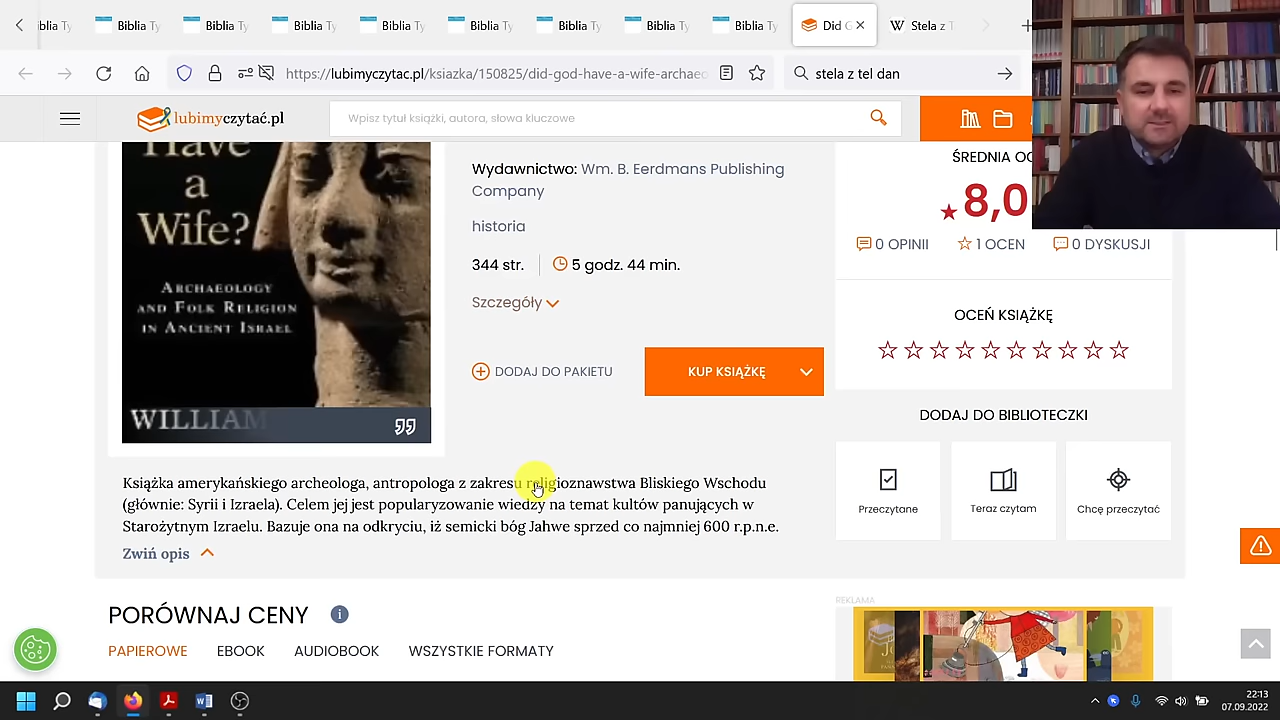 blia Ty
Biblia Ty
Biblia Ty
Biblia Ty
Biblia Ty
Biblia Ty
Biblia Ty
Biblia Ty
Biblia Ty
Did G
Stela z T
https://lubimyczytac.pl/ksiazka/150825/did-god-have-a-wife-archaeo
stela z tel dan
lubimyczytać.pl
Wpisz tytuł książki, autora, słowa kluczowe
Have
a
Wife?
ARCHAEOLOGY
AND FOLK RELIGION
IN ANCIENT ISRAEL
WILLIAM
Wydawnictwo: Wm. B. Eerdmans Publishing
Company
historia
344 str.
5 godz. 44 min.
Szczegóły
DODAJ DO PAKIETU
KUP KSIĄŻKĘ
ŚREDNIA OC
8,0
0 OPINII
1 OCEN
0 DYSKUSJI
OCEŃ KSIĄŻKĘ
DODAJ DO BIBLIOTECZKI
Przeczytane
Teraz czytam
Chcę przeczytać
Książka amerykańskiego archeologa, antropologa z zakresu religioznawstwa Bliskiego Wschodu
(głównie: Syrii i Izraela). Celem jej jest popularyzowanie wiedzy na temat kultów panujących w
Starożytnym Izraelu. Bazuje ona na odkryciu, iż semicki bóg Jahwe sprzed co najmniej 600 r.p.n.e.
Zwiń opis
PORÓWNAJ CENY
PAPIEROWE
EBOOK
AUDIOBOOK
WSZYSTKIE FORMATY
REKLAMA
22:13
07.09.2022